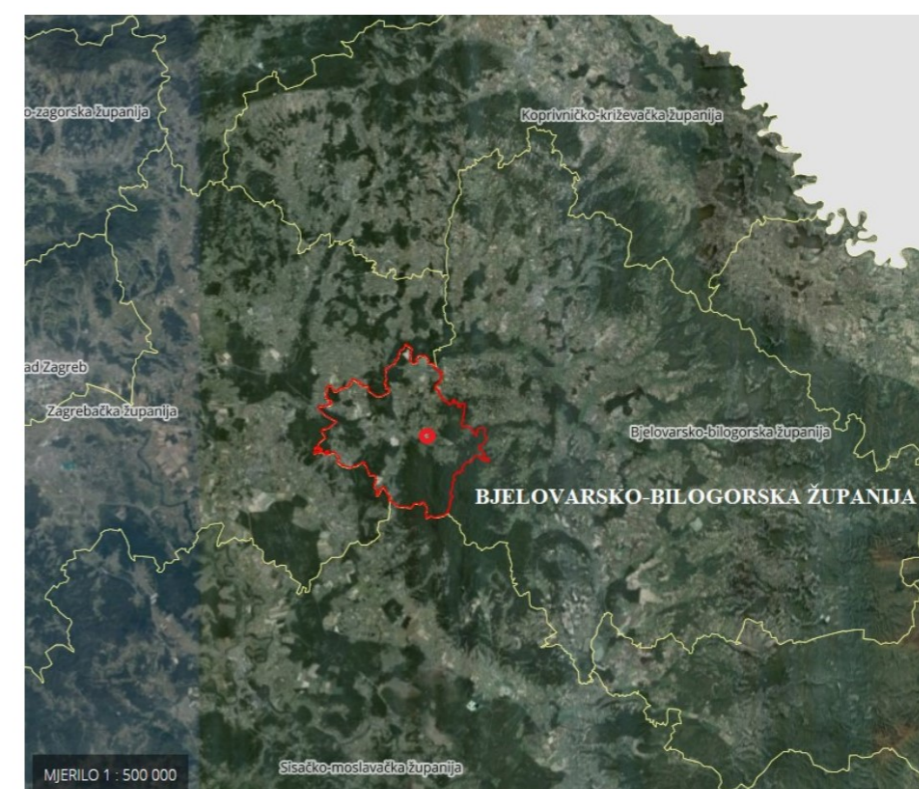 o-zagorska županija
Koprivničko-križevačka županija
ad Zagreb
Zagrebačka županija
Bjelovarsko-bilogorska županija
BJELOVARSKO-BILOGORSKA ŽUPANIJA
Sisačko-moslavačka županija
MJERILO 1 : 500 000